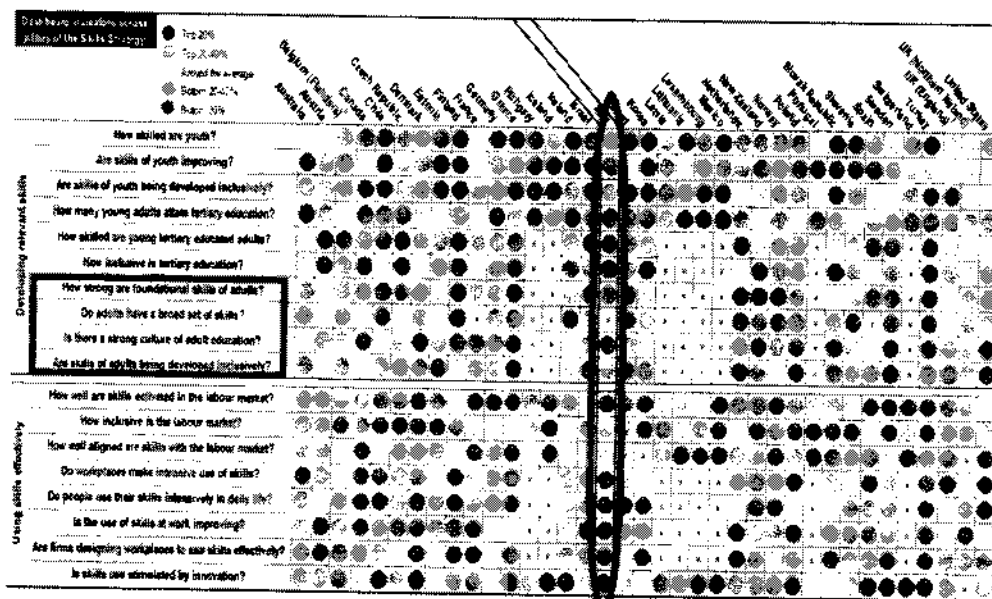 Dashboard indicators across
pillars of the Skills Strategy
Top 20%
Top 20-40%
Around the average
Bottom 20-40%
Bottom 20%
Australia
Austria
Belgium (Flanders)
Canada
Chile
Czech Republic
Denmark
Estonia
Finland
France
Germany
Greece
Hungary
Iceland
Ireland
Israel
Korea
Latvia
Lithuania
Luxembourg
Mexico
Netherlands
New Zealand
Norway
Poland
Portugal
Slovak Republic
Slovenia
Spain
Sweden
Switzerland
Turkey
UK (England)
UK (Northern Ireland)
United States
Developing relevant skills
How skilled are youth?
Are skills of youth improving?
Are skills of youth being developed inclusively?
How many young adults attain tertiary education?
How skilled are young tertiary educated adults?
How inclusive is tertiary education?
How strong are foundational skills of adults?
Do adults have a broad set of skills?
Is there a strong culture of adult education?
Are skills of adults being developed inclusively?
Using skills effectively
How well are skills activated in the labour market?
How inclusive is the labour market?
How well aligned are skills with the labour market?
Do workplaces make intensive use of skills?
Do people use their skills intensively in daily life?
Is the use of skills at work improving?
Are firms designing workplaces to use skills effectively?
Is skills use stimulated by innovation?